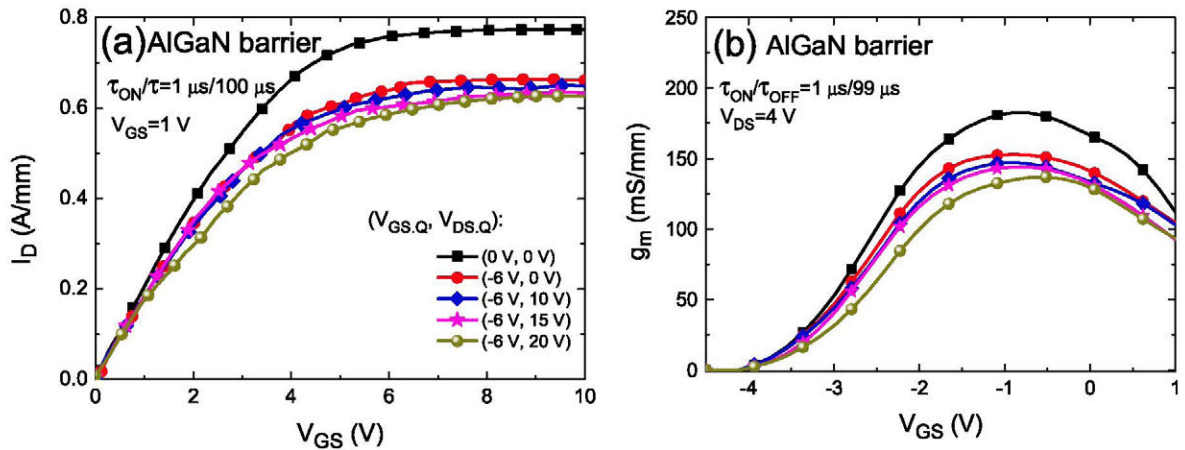 (a) AlGaN barrier
τON/τ=1 μs/100 μs
VGS=1 V
(VGS.Q, VDS.Q):
(0 V, 0 V)
(-6 V, 0 V)
(-6 V, 10 V)
(-6 V, 15 V)
(-6 V, 20 V)
ID (A/mm)
0.8
0.6
0.4
0.2
0.0
0 2 4 6 8 10
VGS (V)
(b) AlGaN barrier
τON/τOFF=1 μs/99 μs
VDS=4 V
gm (mS/mm)
250
200
150
100
50
0
-4 -3 -2 -1 0 1
VGS (V)